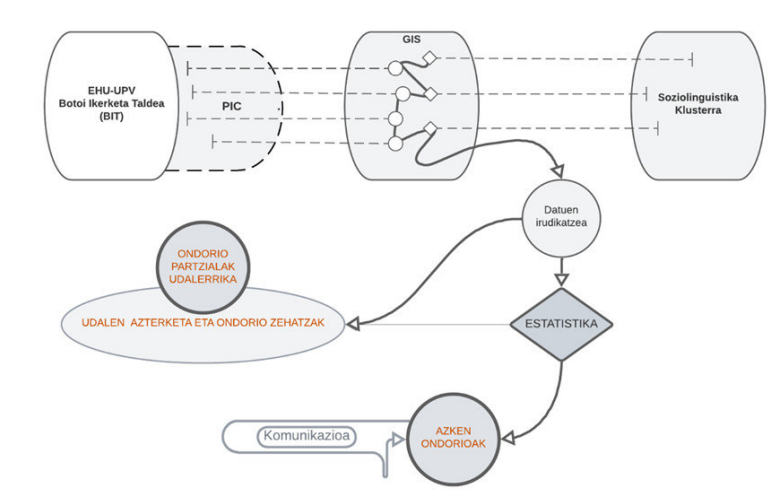 GIS
EHU-UPV
Botoi Ikerketa Taldea
(BIT)
PIC
Soziolinguistika
Klusterra
Datuen
irudikatzea
ONDORIO
PARTZIALAK
UDALERRIKA
UDALEN AZTERKETA ETA ONDORIO ZEHATZAK
ESTATISTIKA
Komunikazioa
AZKEN
ONDORIOAK